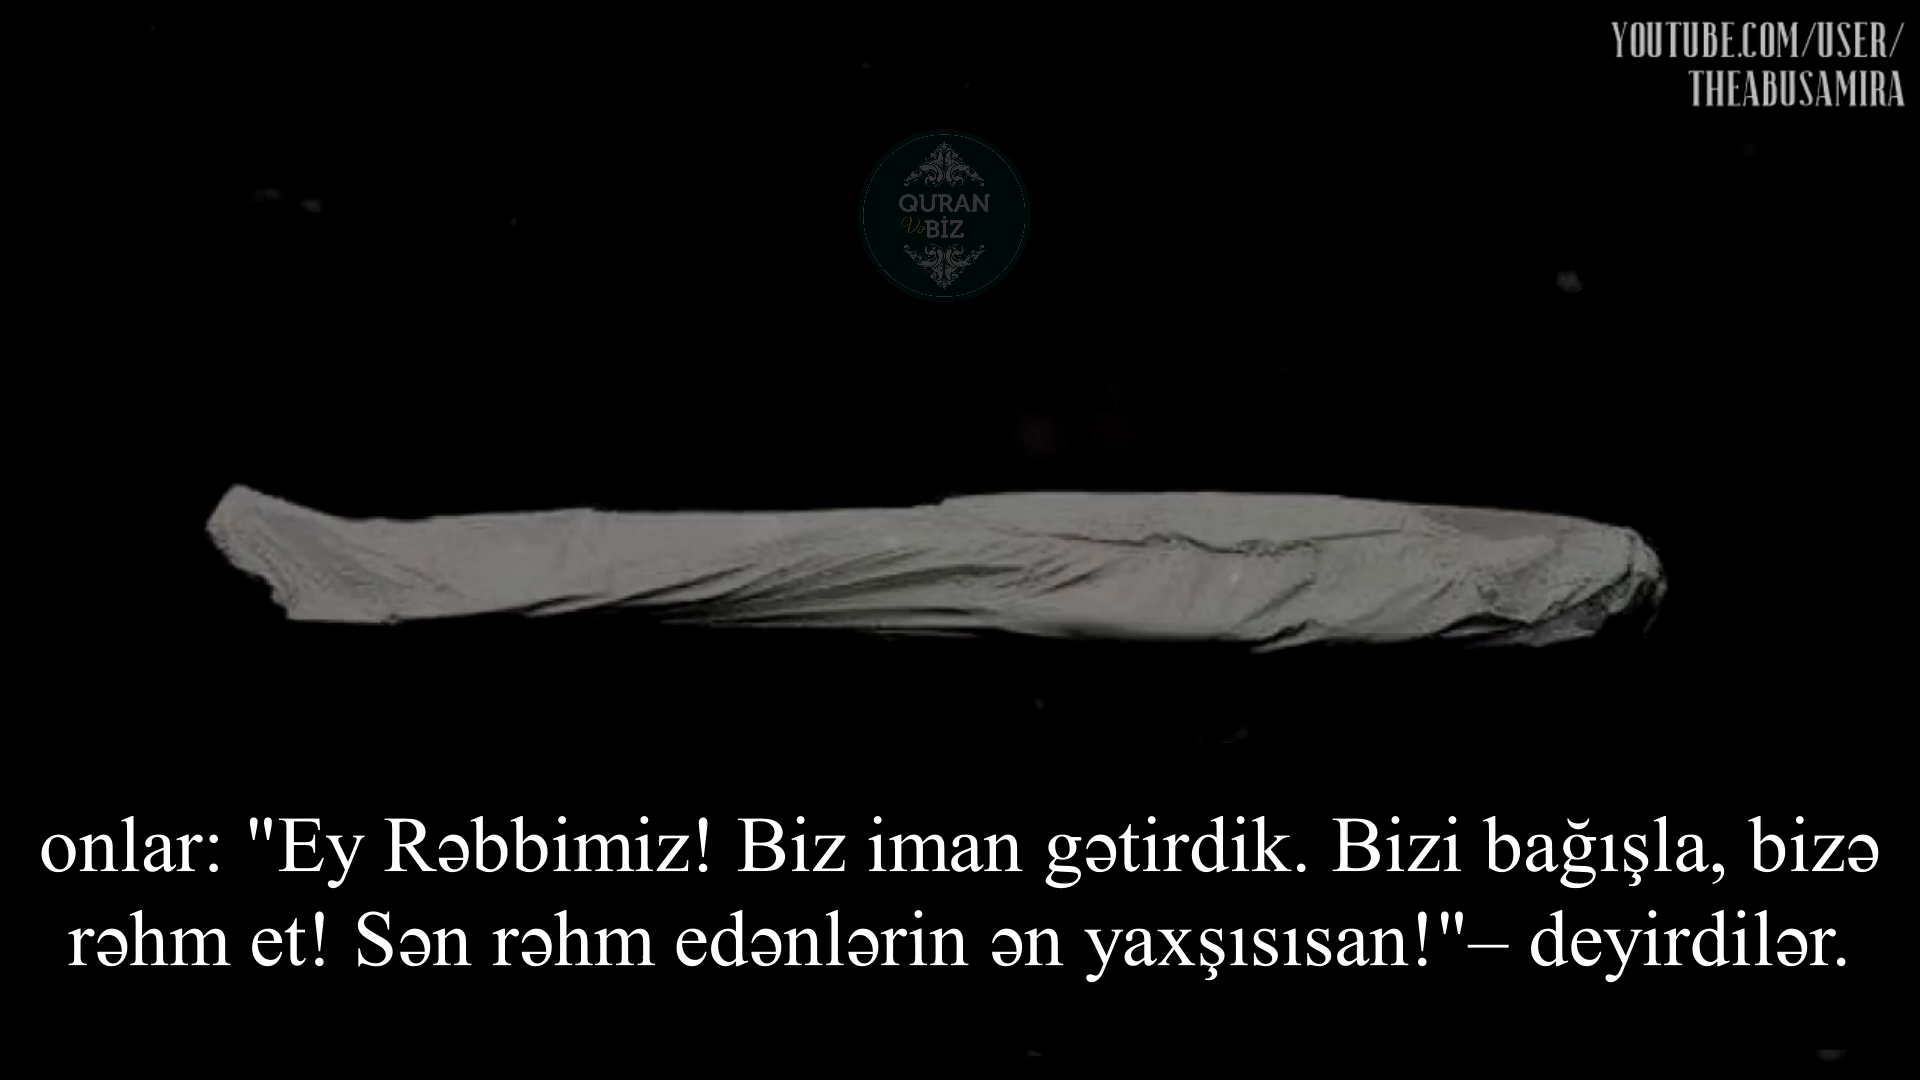 YOUTUBE.COM/USER/
THEABUSAMIRA
QURAN
Və BİZ
onlar: "Ey Rəbbimiz! Biz iman gətirdik. Bizi bağışla, bizə
rəhm et! Sən rəhm edənlərin ən yaxşısısan!"– deyirdilər.